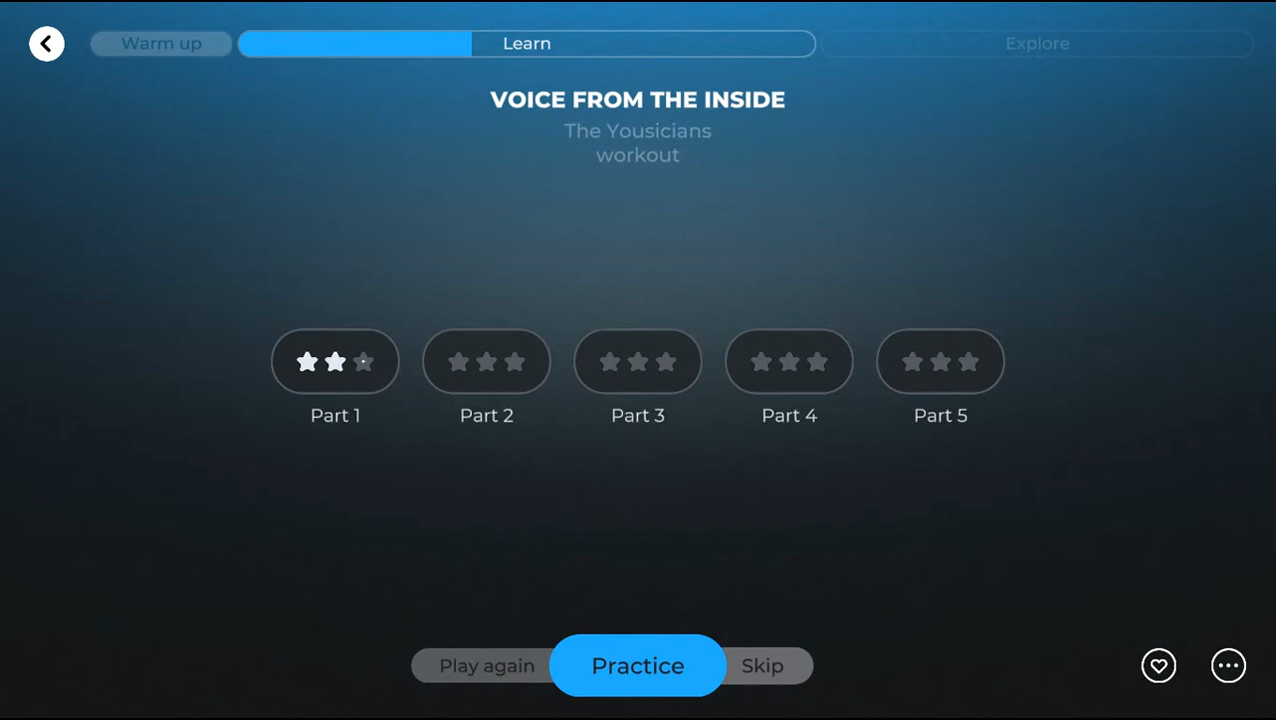 Warm up
Learn
Explore
VOICE FROM THE INSIDE
The Yousicians
workout
Part 1
Part 2
Part 3
Part 4
Part 5
Play again
Practice
Skip